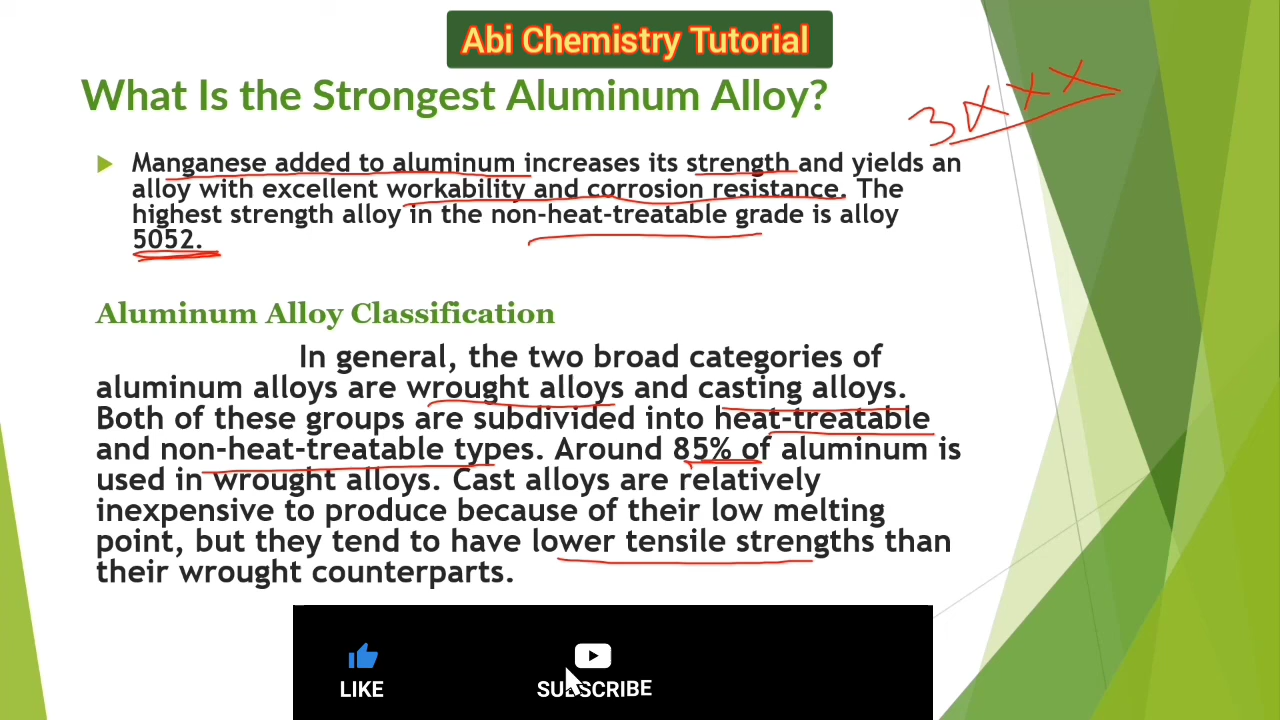 Abi Chemistry Tutorial
What Is the Strongest Aluminum Alloy?
3XXX
Manganese added to aluminum increases its strength and yields an
alloy with excellent workability and corrosion resistance. The
highest strength alloy in the non-heat-treatable grade is alloy
5052.
Aluminum Alloy Classification
In general, the two broad categories of
aluminum alloys are wrought alloys and casting alloys.
Both of these groups are subdivided into heat-treatable
and non-heat-treatable types. Around 85% of aluminum is
used in wrought alloys. Cast alloys are relatively
inexpensive to produce because of their low melting
point, but they tend to have lower tensile strengths than
their wrought counterparts.
LIKE
SUBSCRIBE